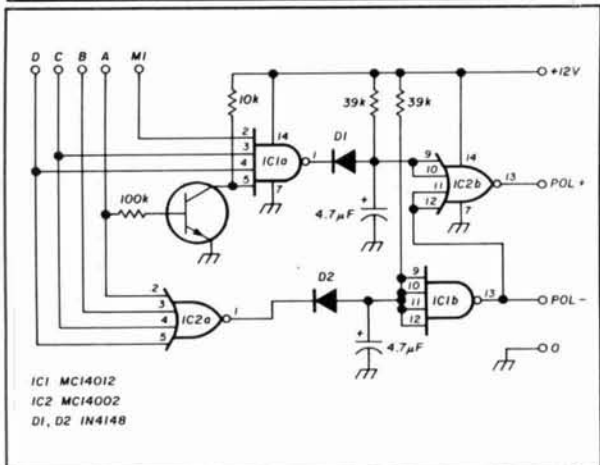 D C B A M1
+12V
10k
39k 39k
2
3
4
5
14
IC1a
1
7
D1
9
10
11
12
14
IC2b
13
POL+
7
100k
4.7µF
2
3
4
5
IC2a
1
D2
9
10
11
12
IC1b
13
POL-
4.7µF
0
+
+
IC1 MC14012
IC2 MC14002
D1, D2 IN4148